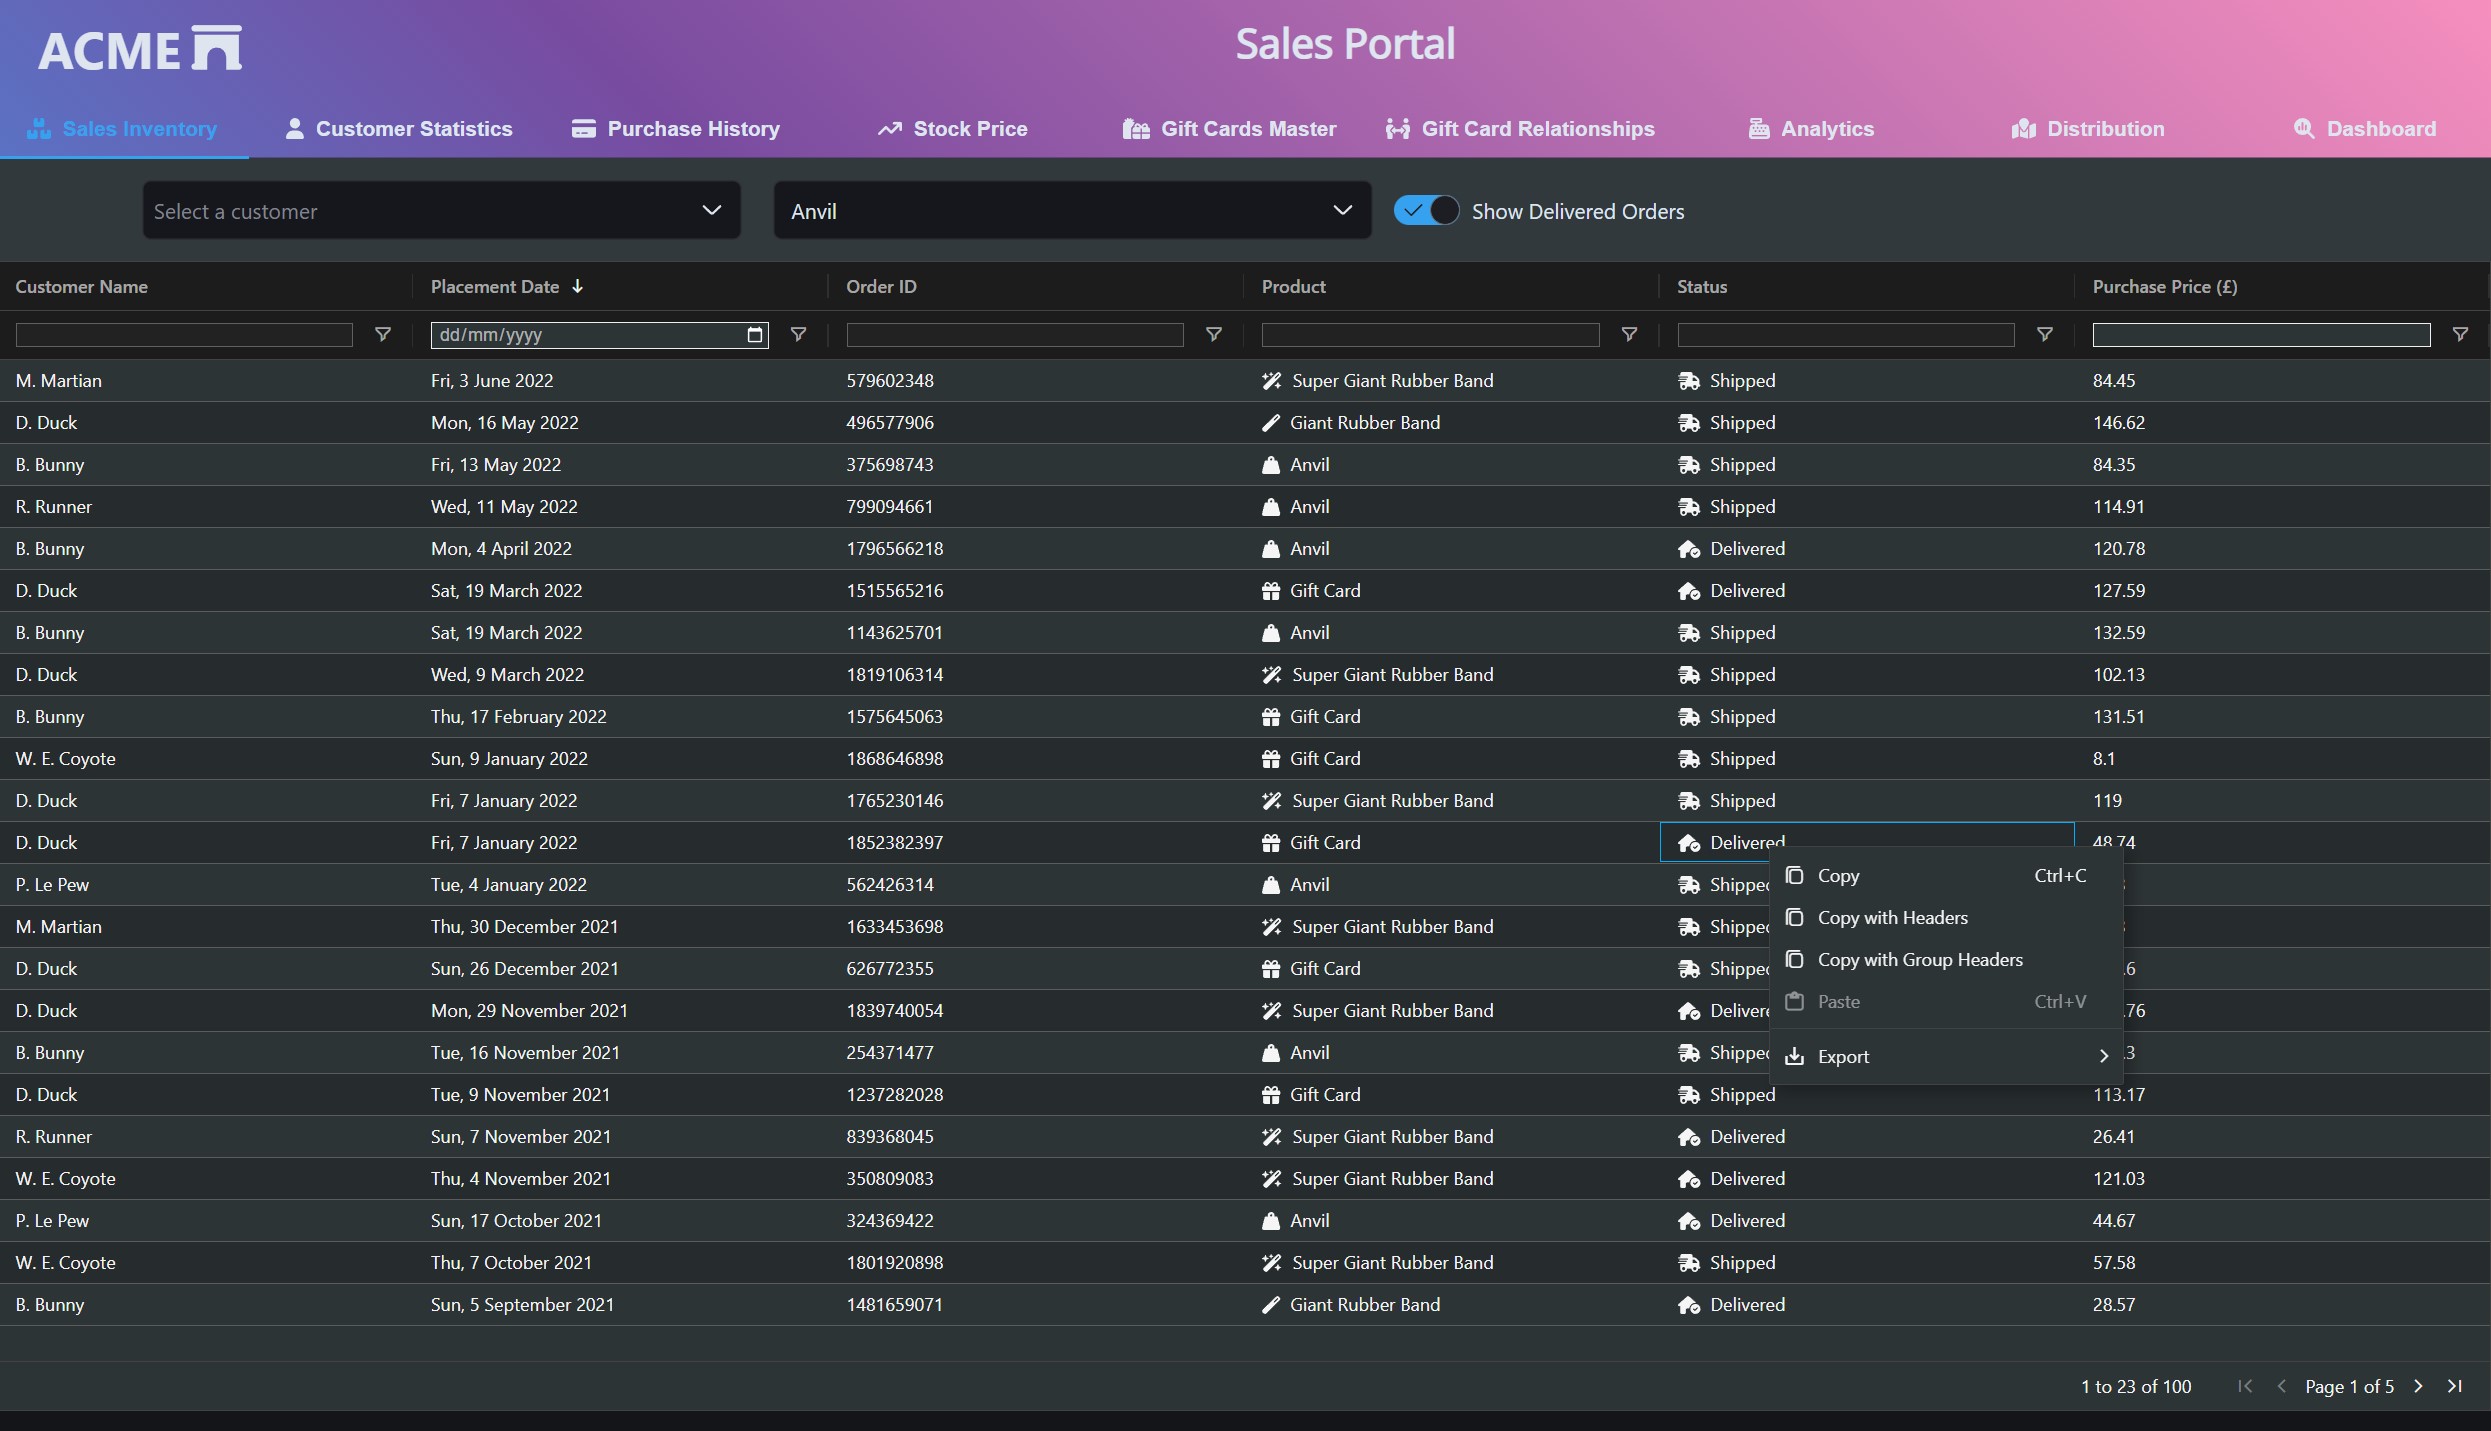 ACME
Sales Portal
Sales Inventory Customer Statistics Purchase History Stock Price Gift Cards Master Gift Card Relationships Analytics Distribution Dashboard
Select a customer Anvil Show Delivered Orders
Customer Name Placement Date Order ID Product Status Purchase Price (£)
dd/mm/yyyy
M. Martian Fri, 3 June 2022 579602348 Super Giant Rubber Band Shipped 84.45
D. Duck Mon, 16 May 2022 496577906 Giant Rubber Band Shipped 146.62
B. Bunny Fri, 13 May 2022 375698743 Anvil Shipped 84.35
R. Runner Wed, 11 May 2022 799094661 Anvil Shipped 114.91
B. Bunny Mon, 4 April 2022 1796566218 Anvil Delivered 120.78
D. Duck Sat, 19 March 2022 1515565216 Gift Card Delivered 127.59
B. Bunny Sat, 19 March 2022 1143625701 Anvil Shipped 132.59
D. Duck Wed, 9 March 2022 1819106314 Super Giant Rubber Band Shipped 102.13
B. Bunny Thu, 17 February 2022 1575645063 Gift Card Shipped 131.51
W. E. Coyote Sun, 9 January 2022 1868646898 Gift Card Shipped 8.1
D. Duck Fri, 7 January 2022 1765230146 Super Giant Rubber Band Shipped 119
D. Duck Fri, 7 January 2022 1852382397 Gift Card Delivered 48.74
P. Le Pew Tue, 4 January 2022 562426314 Anvil Shipped
Copy Ctrl+C
M. Martian Thu, 30 December 2021 1633453698 Super Giant Rubber Band Shipped
Copy with Headers
D. Duck Sun, 26 December 2021 626772355 Gift Card Shipped .6
Copy with Group Headers
D. Duck Mon, 29 November 2021 1839740054 Super Giant Rubber Band Delivere .76
Paste Ctrl+V
B. Bunny Tue, 16 November 2021 254371477 Anvil Shipped .3
Export
D. Duck Tue, 9 November 2021 1237282028 Gift Card Shipped 113.17
R. Runner Sun, 7 November 2021 839368045 Super Giant Rubber Band Delivered 26.41
W. E. Coyote Thu, 4 November 2021 350809083 Super Giant Rubber Band Delivered 121.03
P. Le Pew Sun, 17 October 2021 324369422 Anvil Delivered 44.67
W. E. Coyote Thu, 7 October 2021 1801920898 Super Giant Rubber Band Shipped 57.58
B. Bunny Sun, 5 September 2021 1481659071 Giant Rubber Band Delivered 28.57
1 to 23 of 100 Page 1 of 5